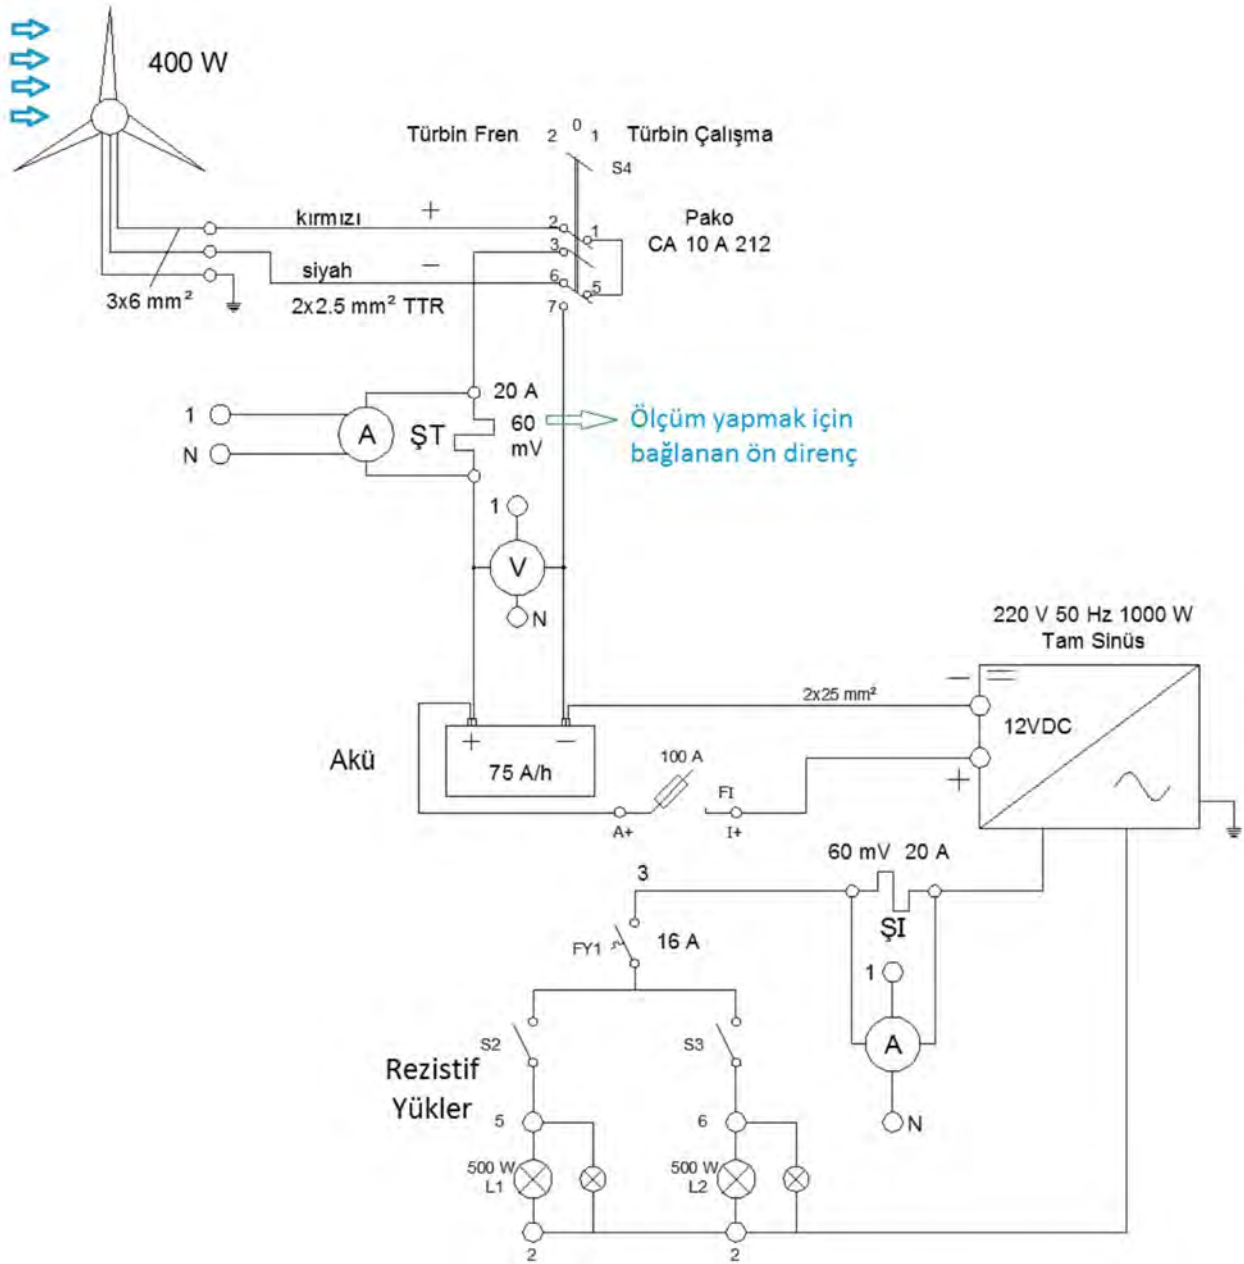 400 W
0
Türbin Fren 2 1 Türbin Çalışma
S4
kırmızı + 2 1 Pako
3 CA 10 A 212
siyah − 6 5
3x6 mm² 2x2.5 mm² TTR 7
20 A
1 A ŞT 60 Ölçüm yapmak için
N mV bağlanan ön direnç
1
V
N
220 V 50 Hz 1000 W
Tam Sinüs
−
2x25 mm²
12VDC
Akü + −
75 A/h 100 A +
FI
A+ I+
60 mV 20 A
3
ŞI
FY1 16 A
1
S2 S3 A
Rezistif
Yükler
5 6 N
500 W 500 W
L1 L2
2 2